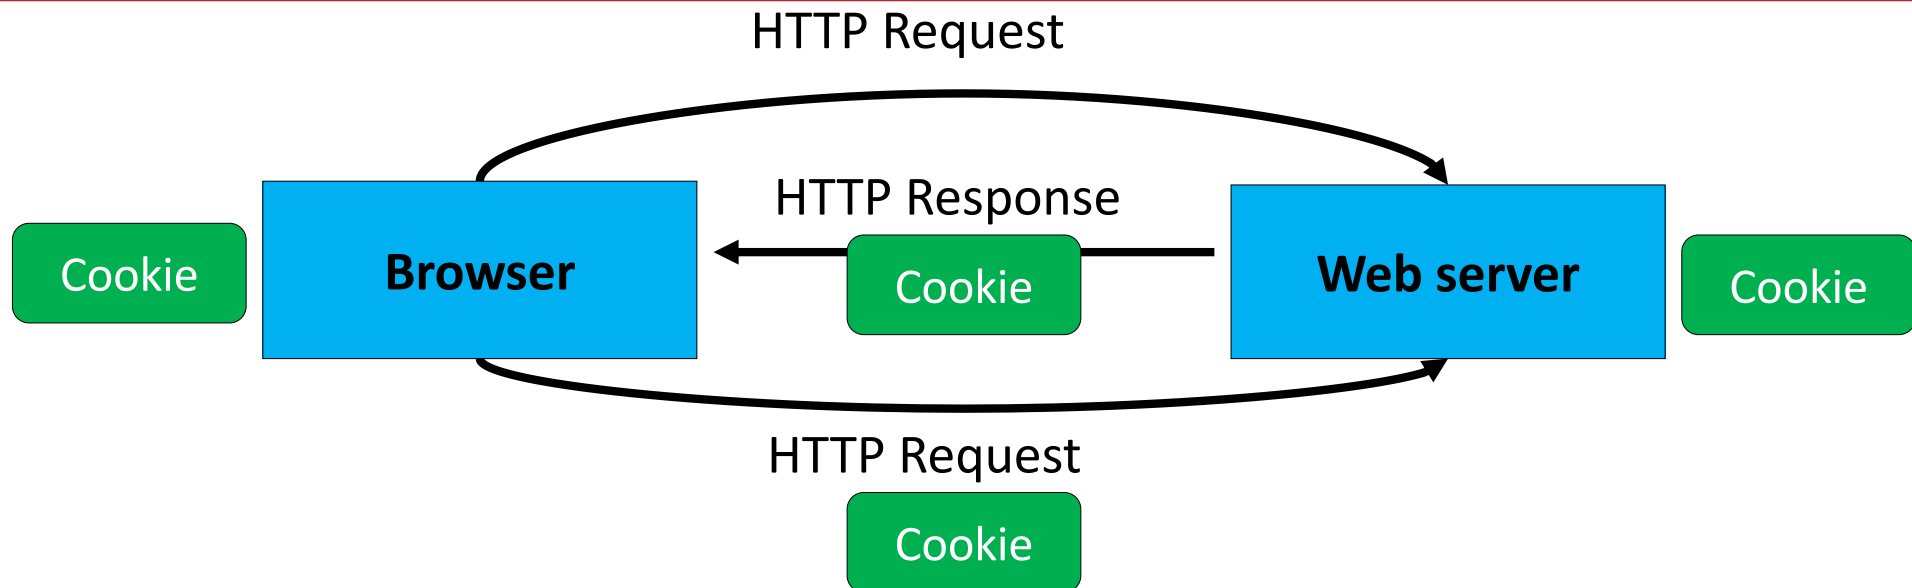 HTTP Request
HTTP Response
Cookie
Browser
Cookie
Web server
Cookie
HTTP Request
Cookie